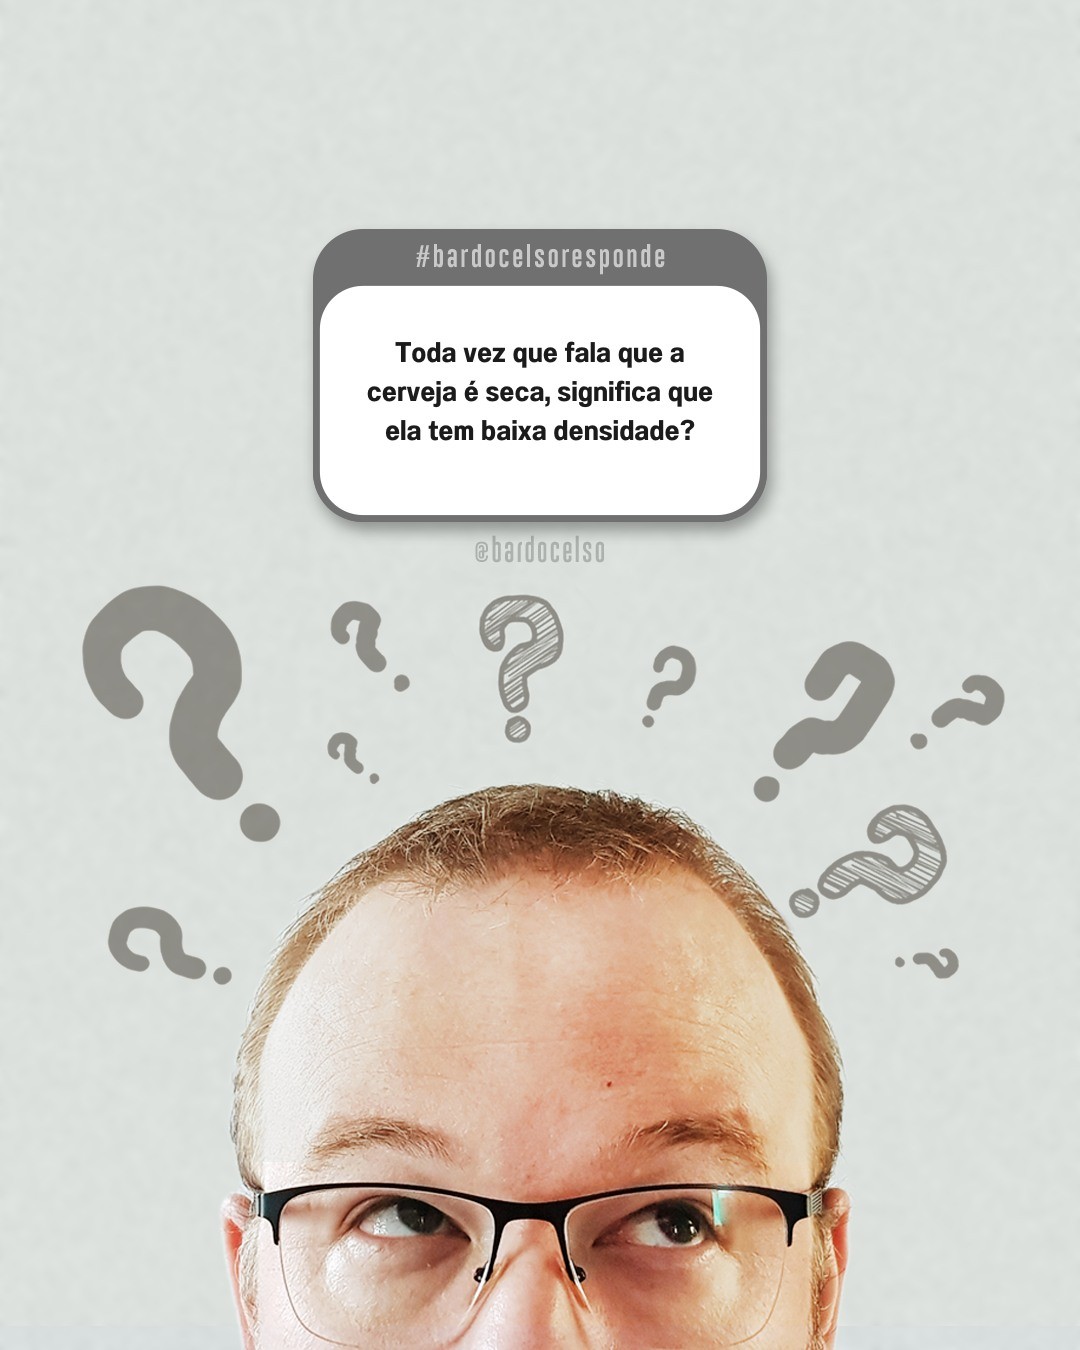 #bardocelsoresponde
Toda vez que fala que a
cerveja é seca, significa que
ela tem baixa densidade?
@bardocelso